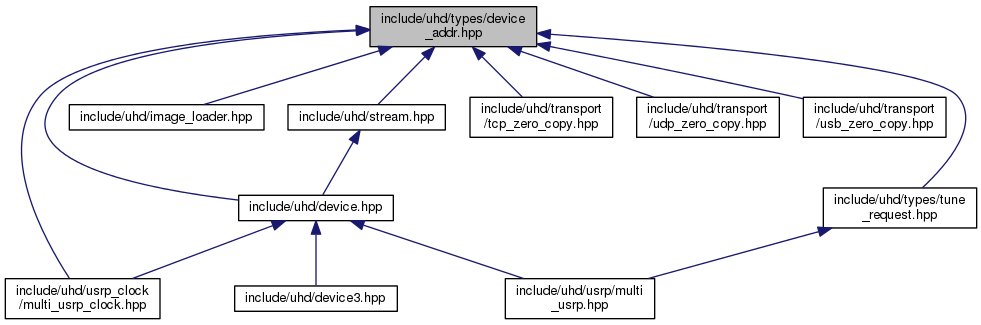 include/uhd/types/device
_addr.hpp
include/uhd/image_loader.hpp
include/uhd/stream.hpp
include/uhd/transport
/tcp_zero_copy.hpp
include/uhd/transport
/udp_zero_copy.hpp
include/uhd/transport
/usb_zero_copy.hpp
include/uhd/device.hpp
include/uhd/types/tune
_request.hpp
include/uhd/usrp_clock
/multi_usrp_clock.hpp
include/uhd/device3.hpp
include/uhd/usrp/multi
_usrp.hpp